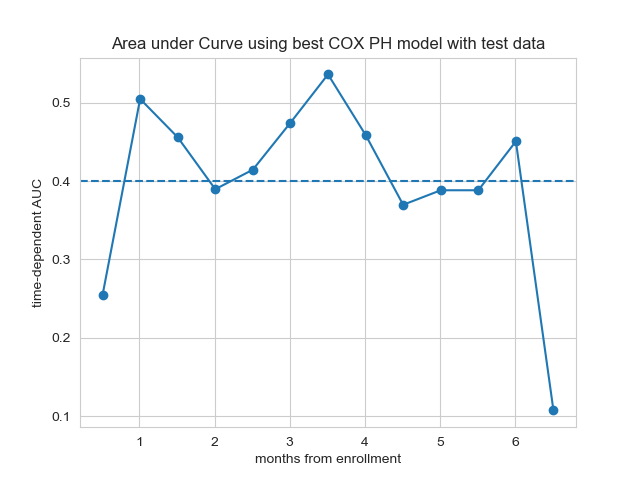 Area under Curve using best COX PH model with test data
time-dependent AUC
0.5
0.4
0.3
0.2
0.1
1 2 3 4 5 6
months from enrollment